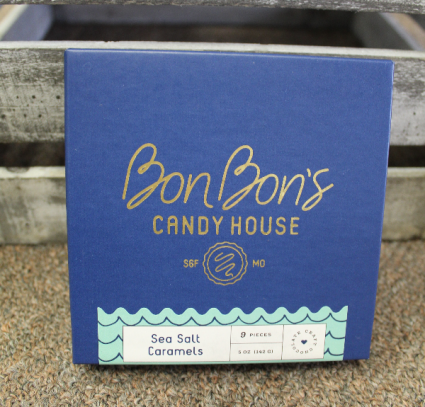 Bon Bon's
CANDY HOUSE
SGF MO
Sea Salt
Caramels
9 PIECES
5 OZ (142 G)